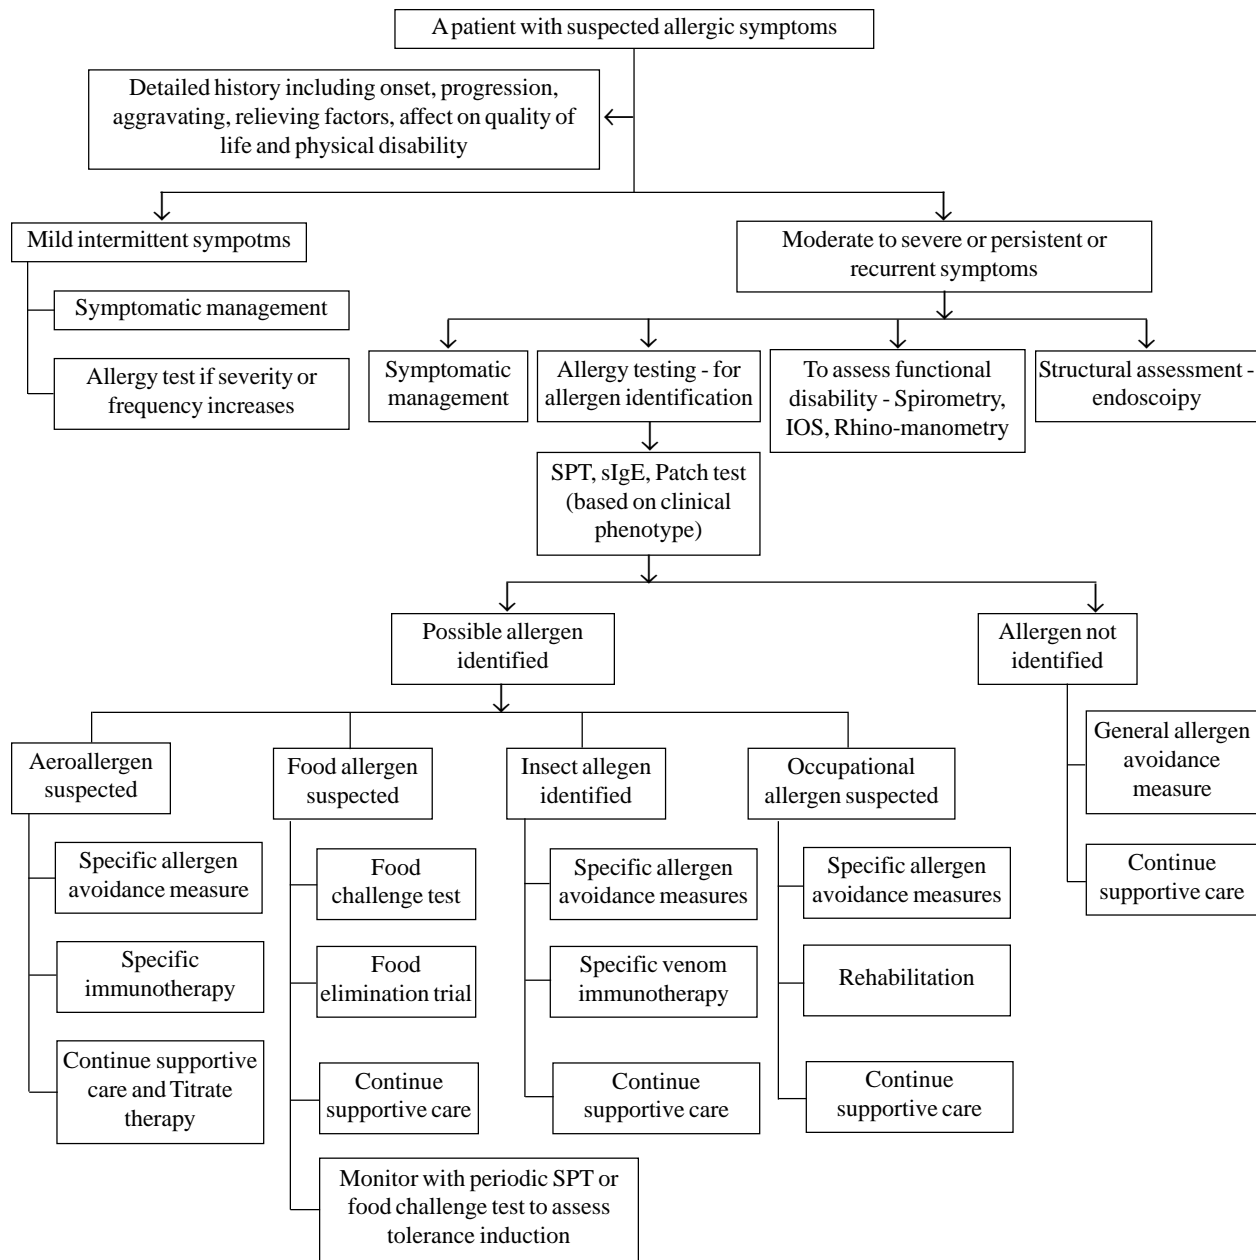 A patient with suspected allergic symptoms
Detailed history including onset, progression,
aggravating, relieving factors, affect on quality of
life and physical disability
Mild intermittent sympotms
Moderate to severe or persistent or
recurrent symptoms
Symptomatic management
Allergy test if severity or
frequency increases
Symptomatic
management
Allergy testing - for
allergen identification
To assess functional
disability - Spirometry,
IOS, Rhino-manometry
Structural assessment -
endoscoipy
SPT, sIgE, Patch test
(based on clinical
phenotype)
Possible allergen
identified
Allergen not
identified
Aeroallergen
suspected
Food allergen
suspected
Insect allegen
identified
Occupational
allergen suspected
General allergen
avoidance
measure
Continue
supportive care
Specific allergen
avoidance measure
Specific
immunotherapy
Continue supportive
care and Titrate
therapy
Food
challenge test
Food
elimination trial
Continue
supportive care
Monitor with periodic SPT or
food challenge test to assess
tolerance induction
Specific allergen
avoidance measures
Specific venom
immunotherapy
Continue
supportive care
Specific allergen
avoidance measures
Rehabilitation
Continue
supportive care